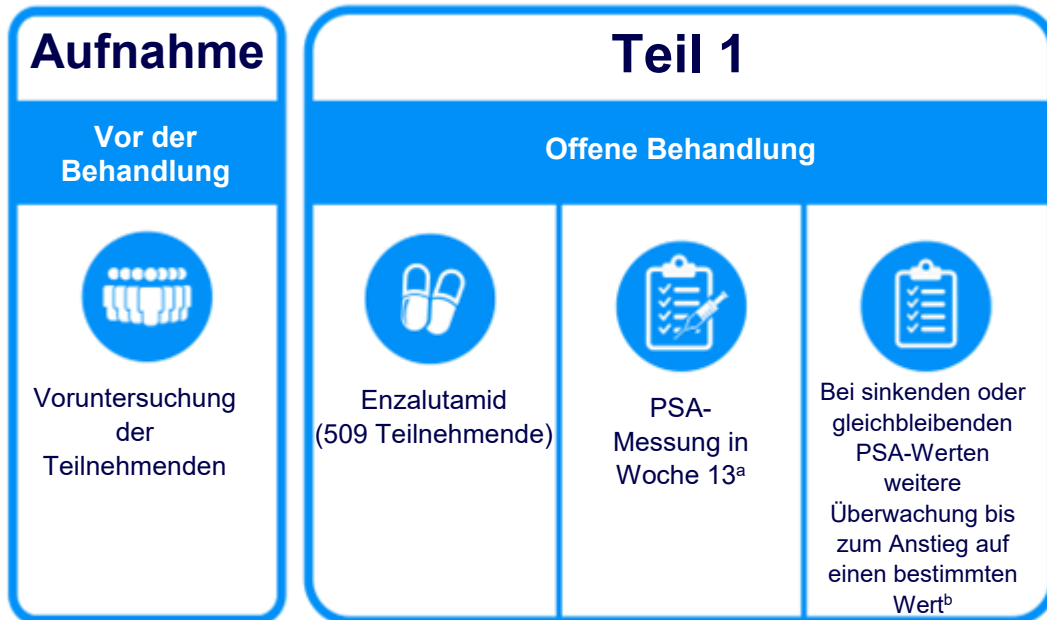 Aufnahme
Vor der
Behandlung
Voruntersuchung
der
Teilnehmenden
Teil 1
Offene Behandlung
Enzalutamid
(509 Teilnehmende)
PSA-
Messung in
Woche 13ᵃ
Bei sinkenden oder
gleichbleibenden
PSA-Werten
weitere
Überwachung bis
zum Anstieg auf
einen bestimmten
Wertᵇ